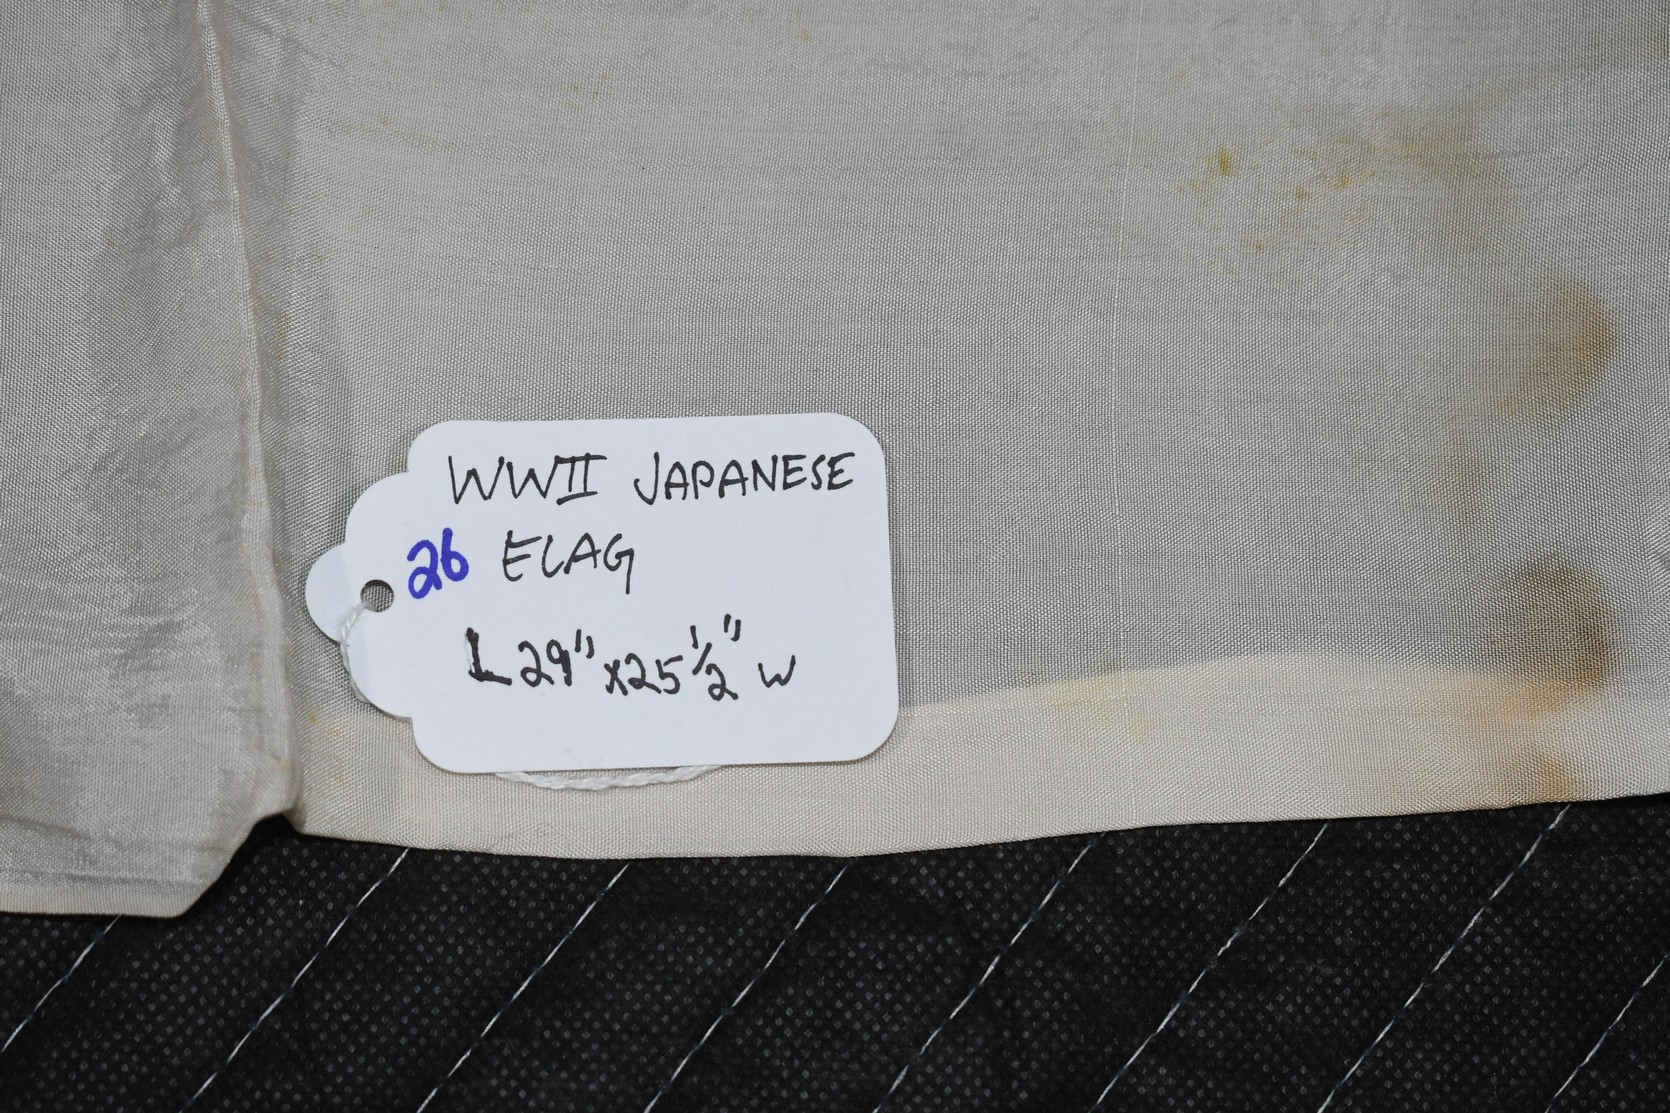 WWII JAPANESE
26 FLAG
L 29" x 25 1/2" W